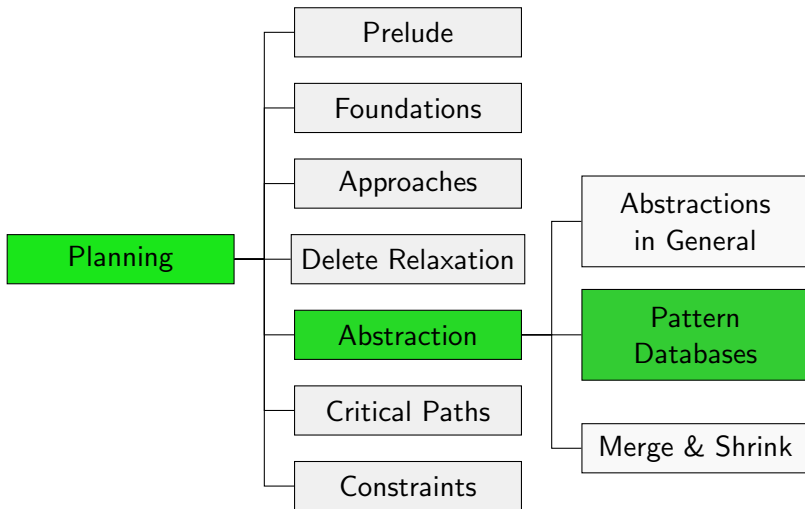 Prelude
Foundations
Approaches
Planning
Delete Relaxation
Abstraction
Critical Paths
Constraints
Abstractions
in General
Pattern
Databases
Merge & Shrink